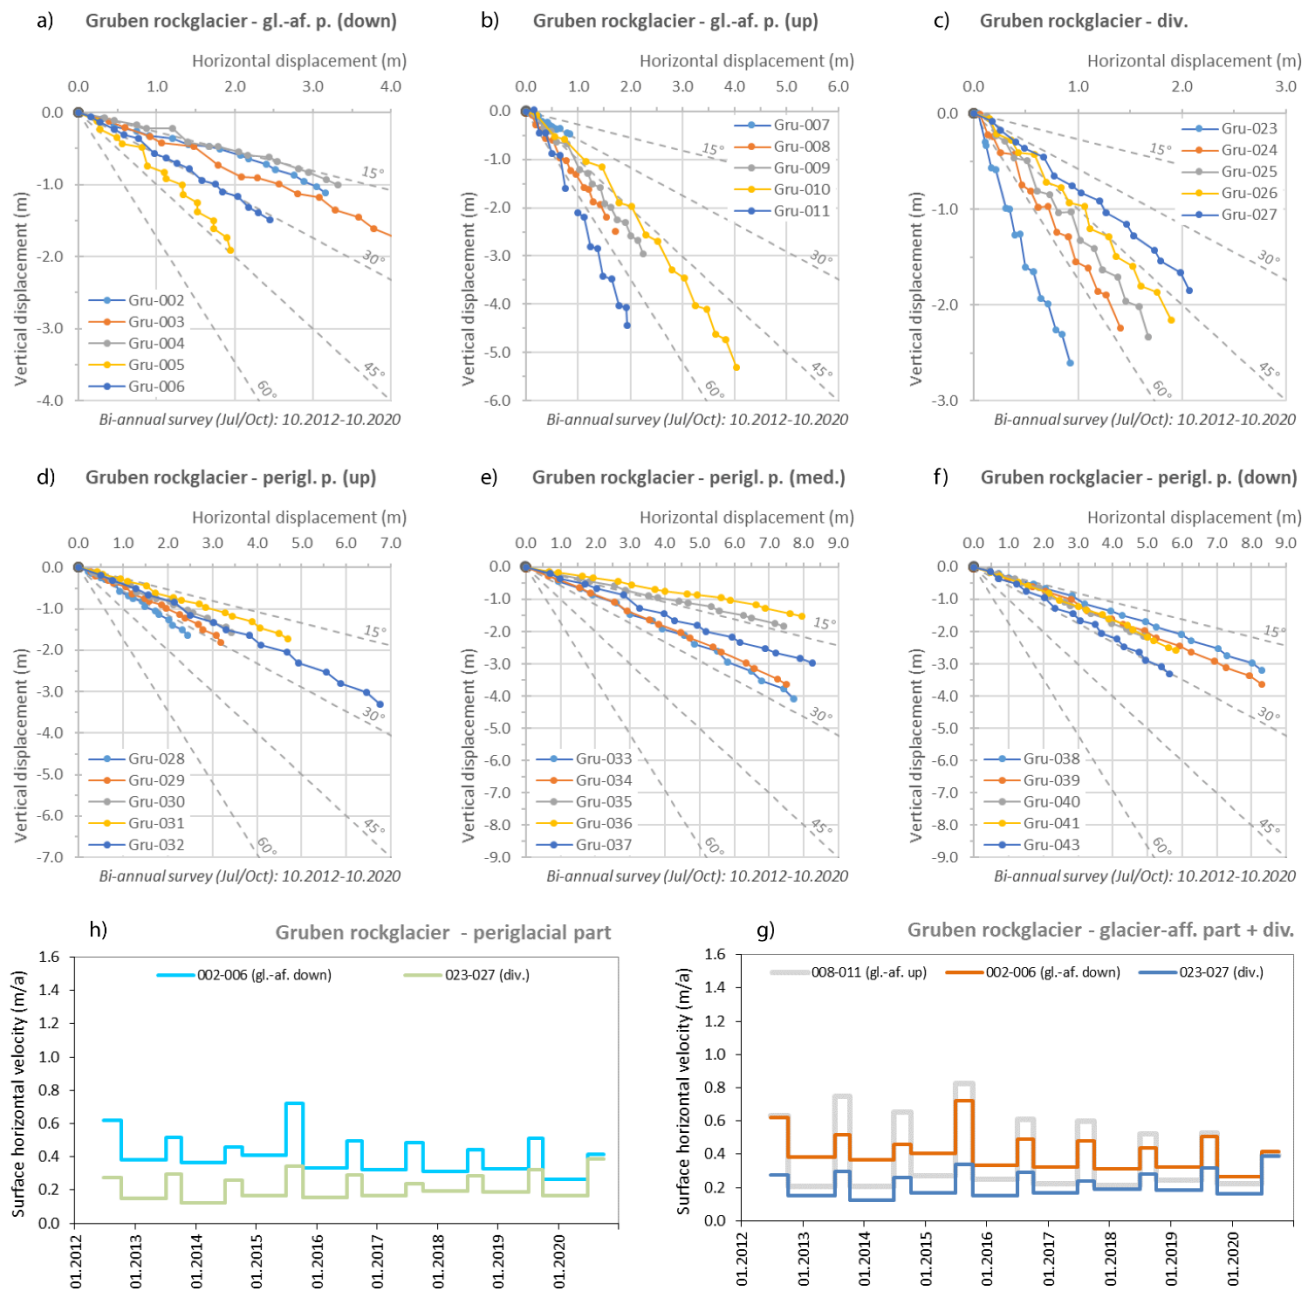 a) Gruben rockglacier - gl.-af. p. (down)
Horizontal displacement (m)
0.0 1.0 2.0 3.0 4.0
0.0
-1.0
-2.0
-3.0
-4.0
Vertical displacement (m)
15°
30°
45°
60°
Gru-002
Gru-003
Gru-004
Gru-005
Gru-006
Bi-annual survey (Jul/Oct): 10.2012-10.2020
b) Gruben rockglacier - gl.-af. p. (up)
Horizontal displacement (m)
0.0 1.0 2.0 3.0 4.0 5.0 6.0
0.0
-1.0
-2.0
-3.0
-4.0
-5.0
-6.0
Vertical displacement (m)
15°
30°
45°
60°
Gru-007
Gru-008
Gru-009
Gru-010
Gru-011
Bi-annual survey (Jul/Oct): 10.2012-10.2020
c) Gruben rockglacier - div.
Horizontal displacement (m)
0.0 1.0 2.0 3.0
0.0
-1.0
-2.0
-3.0
Vertical displacement (m)
15°
30°
45°
60°
Gru-023
Gru-024
Gru-025
Gru-026
Gru-027
Bi-annual survey (Jul/Oct): 10.2012-10.2020
d) Gruben rockglacier - perigl. p. (up)
Horizontal displacement (m)
0.0 1.0 2.0 3.0 4.0 5.0 6.0 7.0
0.0
-1.0
-2.0
-3.0
-4.0
-5.0
-6.0
-7.0
Vertical displacement (m)
15°
30°
45°
60°
Gru-028
Gru-029
Gru-030
Gru-031
Gru-032
Bi-annual survey (Jul/Oct): 10.2012-10.2020
e) Gruben rockglacier - perigl. p. (med.)
Horizontal displacement (m)
0.0 1.0 2.0 3.0 4.0 5.0 6.0 7.0 8.0 9.0
0.0
-1.0
-2.0
-3.0
-4.0
-5.0
-6.0
-7.0
-8.0
-9.0
Vertical displacement (m)
15°
30°
45°
60°
Gru-033
Gru-034
Gru-035
Gru-036
Gru-037
Bi-annual survey (Jul/Oct): 10.2012-10.2020
f) Gruben rockglacier - perigl. p. (down)
Horizontal displacement (m)
0.0 1.0 2.0 3.0 4.0 5.0 6.0 7.0 8.0 9.0
0.0
-1.0
-2.0
-3.0
-4.0
-5.0
-6.0
-7.0
-8.0
-9.0
Vertical displacement (m)
15°
30°
45°
60°
Gru-038
Gru-039
Gru-040
Gru-041
Gru-043
Bi-annual survey (Jul/Oct): 10.2012-10.2020
h) Gruben rockglacier - periglacial part
002-006 (gl.-af. down) 023-027 (div.)
Surface horizontal velocity (m/a)
1.6
1.4
1.2
1.0
0.8
0.6
0.4
0.2
0.0
01.2012 01.2013 01.2014 01.2015 01.2016 01.2017 01.2018 01.2019 01.2020
g) Gruben rockglacier - glacier-aff. part + div.
008-011 (gl.-af. up) 002-006 (gl.-af. down) 023-027 (div.)
Surface horizontal velocity (m/a)
1.6
1.4
1.2
1.0
0.8
0.6
0.4
0.2
0.0
01.2012 01.2013 01.2014 01.2015 01.2016 01.2017 01.2018 01.2019 01.2020